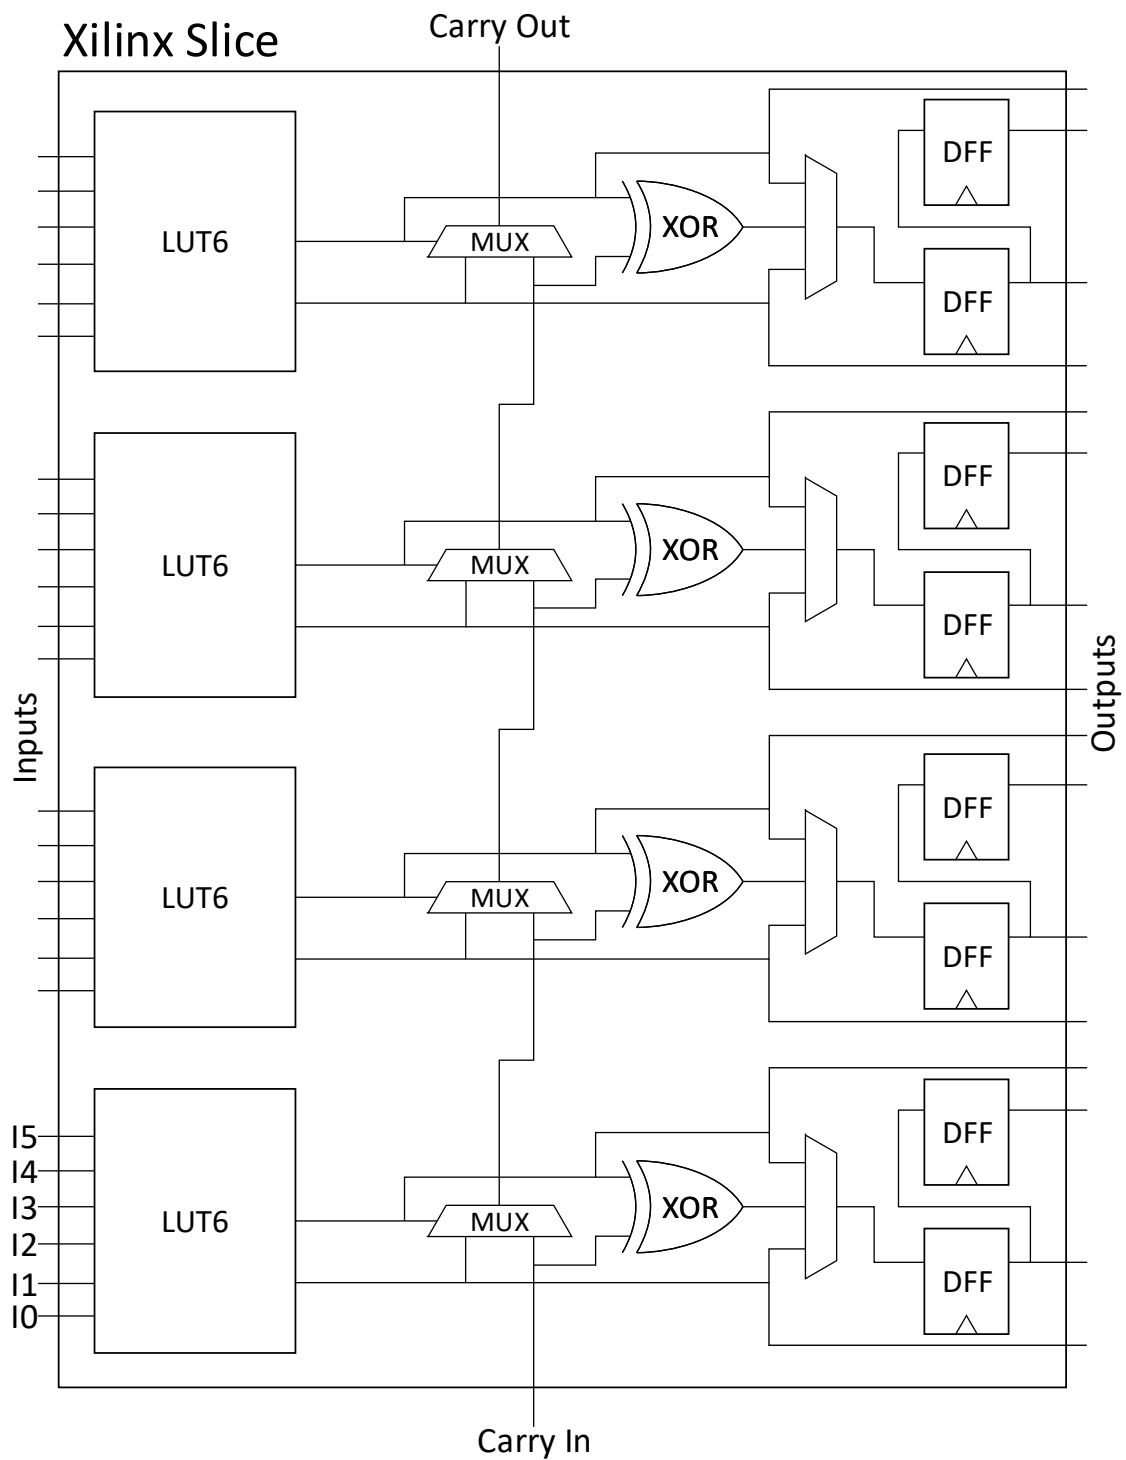 Xilinx Slice
Carry Out
LUT6
MUX
XOR
DFF
DFF
LUT6
MUX
XOR
DFF
DFF
Inputs
Outputs
LUT6
MUX
XOR
DFF
DFF
I5
I4
I3
I2
I1
I0
LUT6
MUX
XOR
DFF
DFF
Carry In